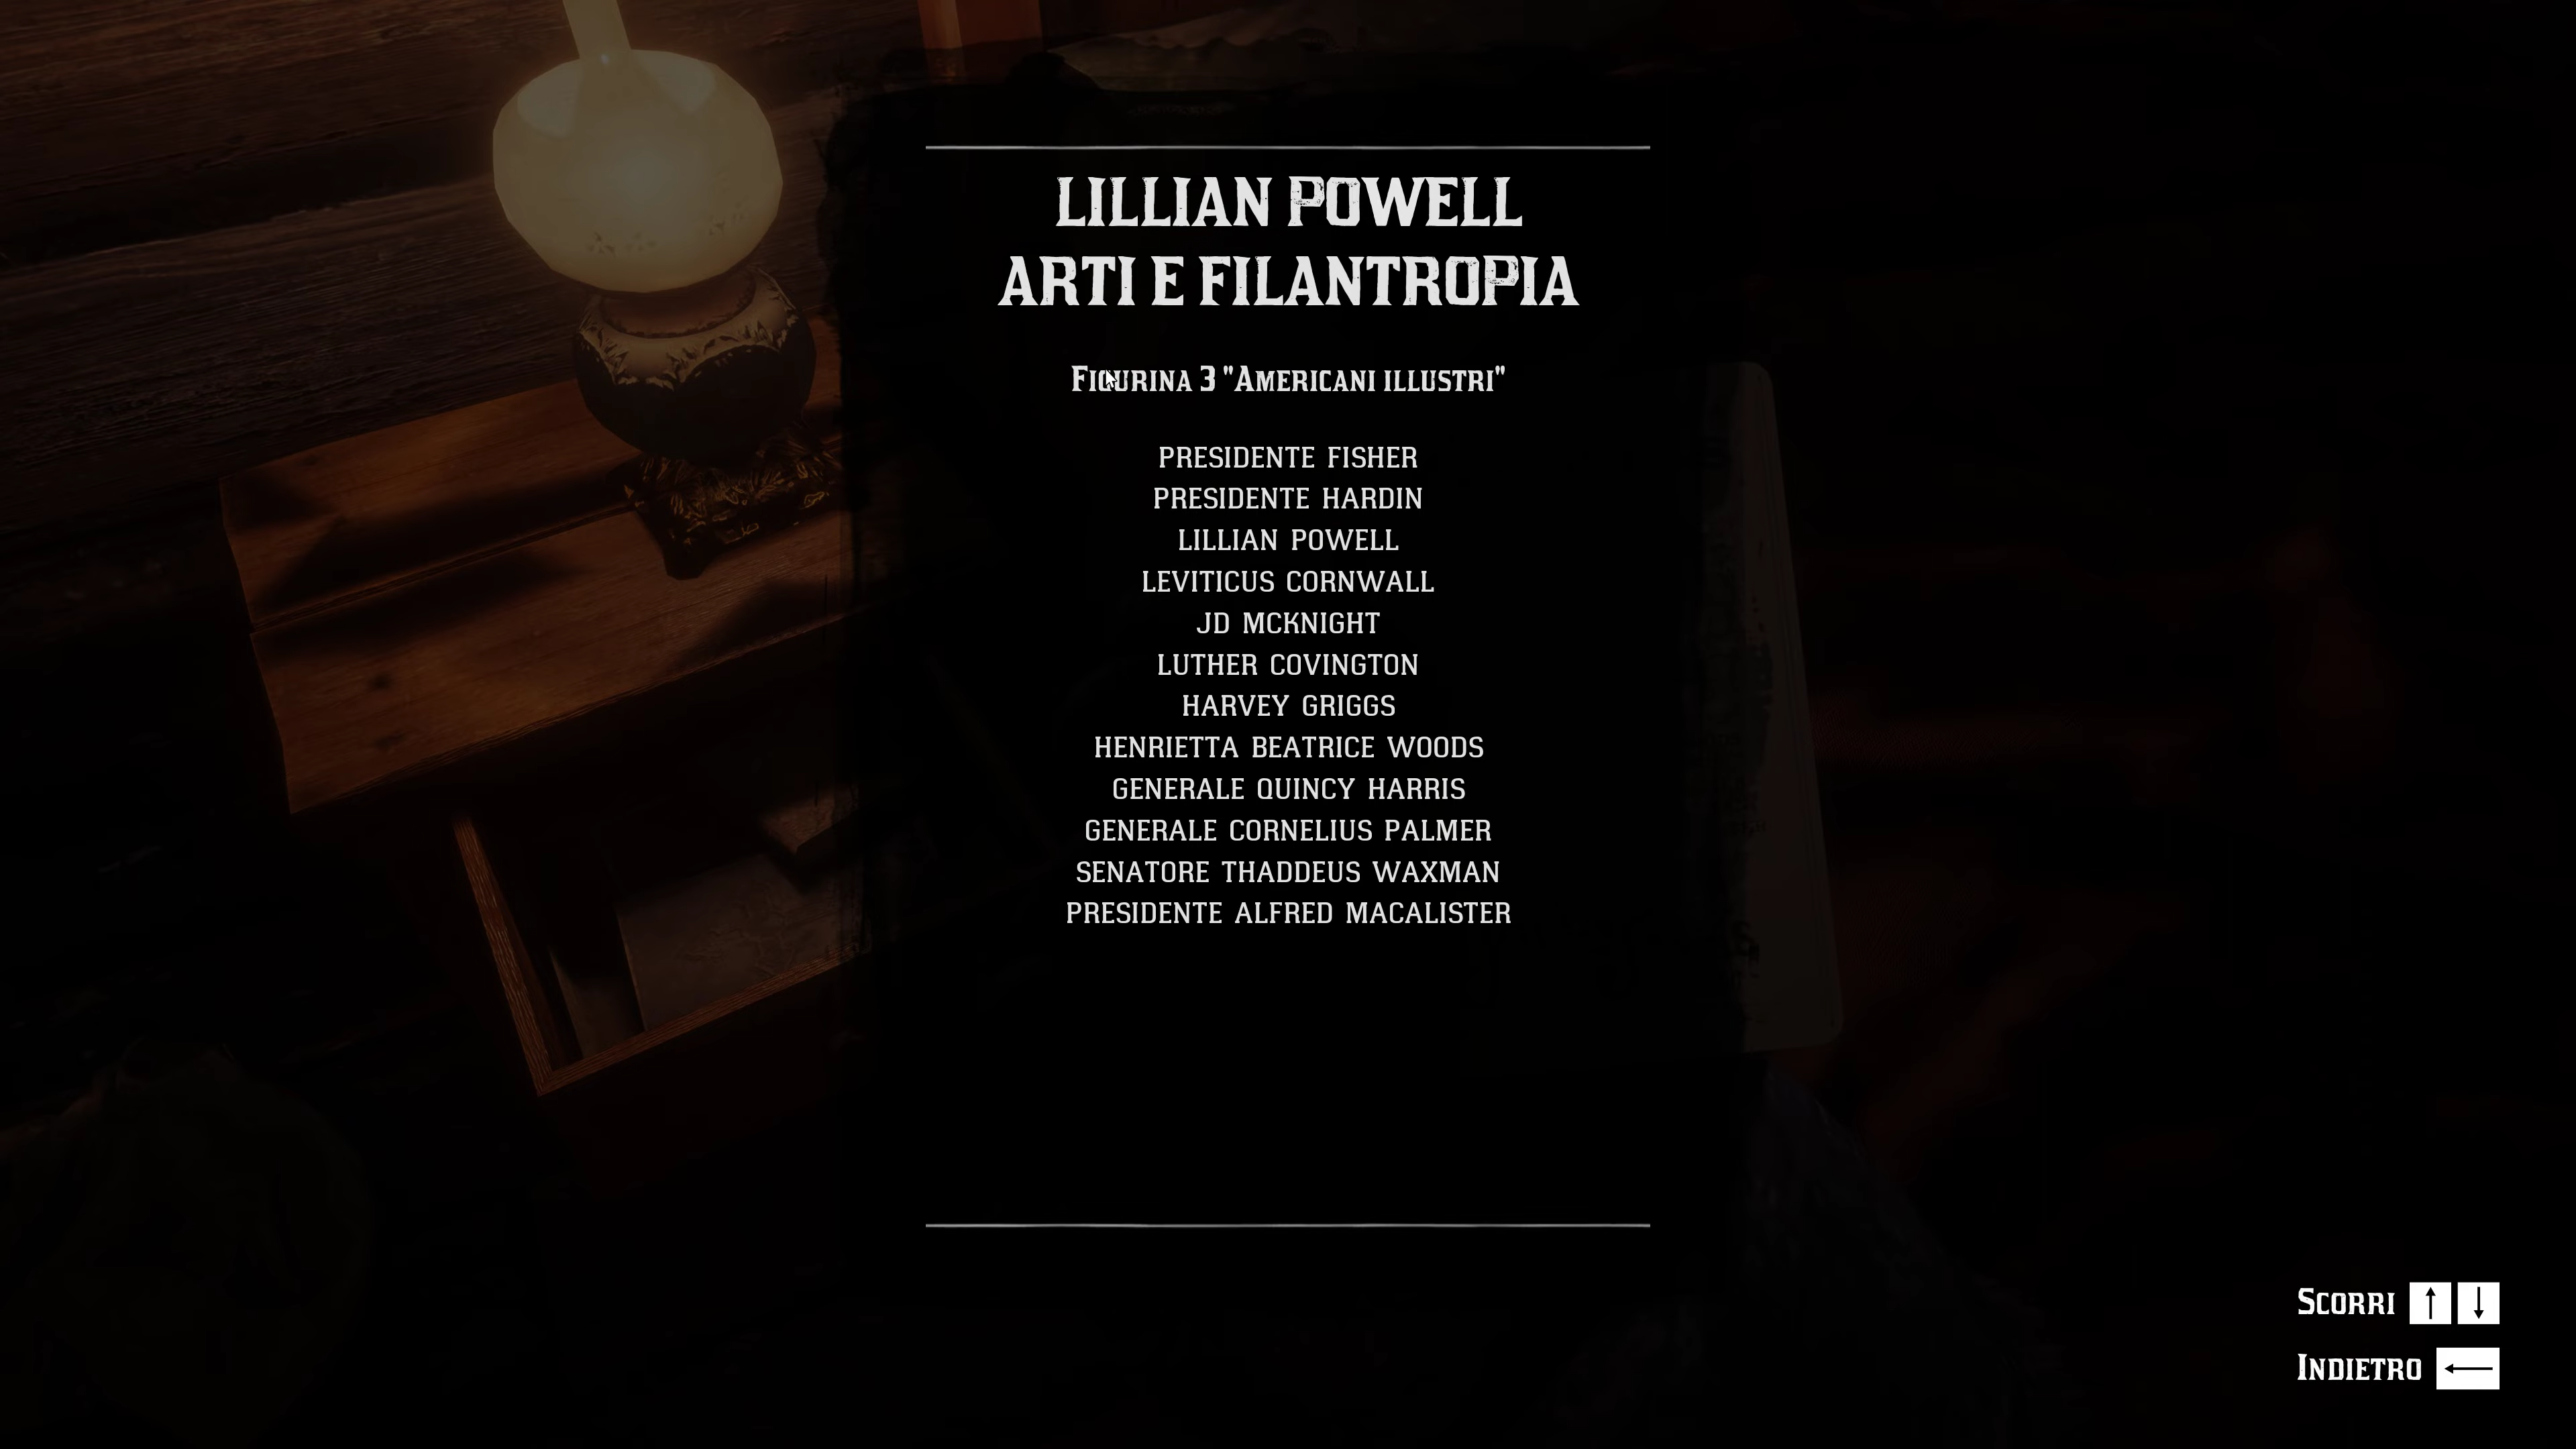 LILLIAN POWELL
ARTI E FILANTROPIA
FIGURINA 3 "AMERICANI ILLUSTRI"
PRESIDENTE FISHER
PRESIDENTE HARDIN
LILLIAN POWELL
LEVITICUS CORNWALL
JD MCKNIGHT
LUTHER COVINGTON
HARVEY GRIGGS
HENRIETTA BEATRICE WOODS
GENERALE QUINCY HARRIS
GENERALE CORNELIUS PALMER
SENATORE THADDEUS WAXMAN
PRESIDENTE ALFRED MACALISTER
SCORRI
INDIETRO